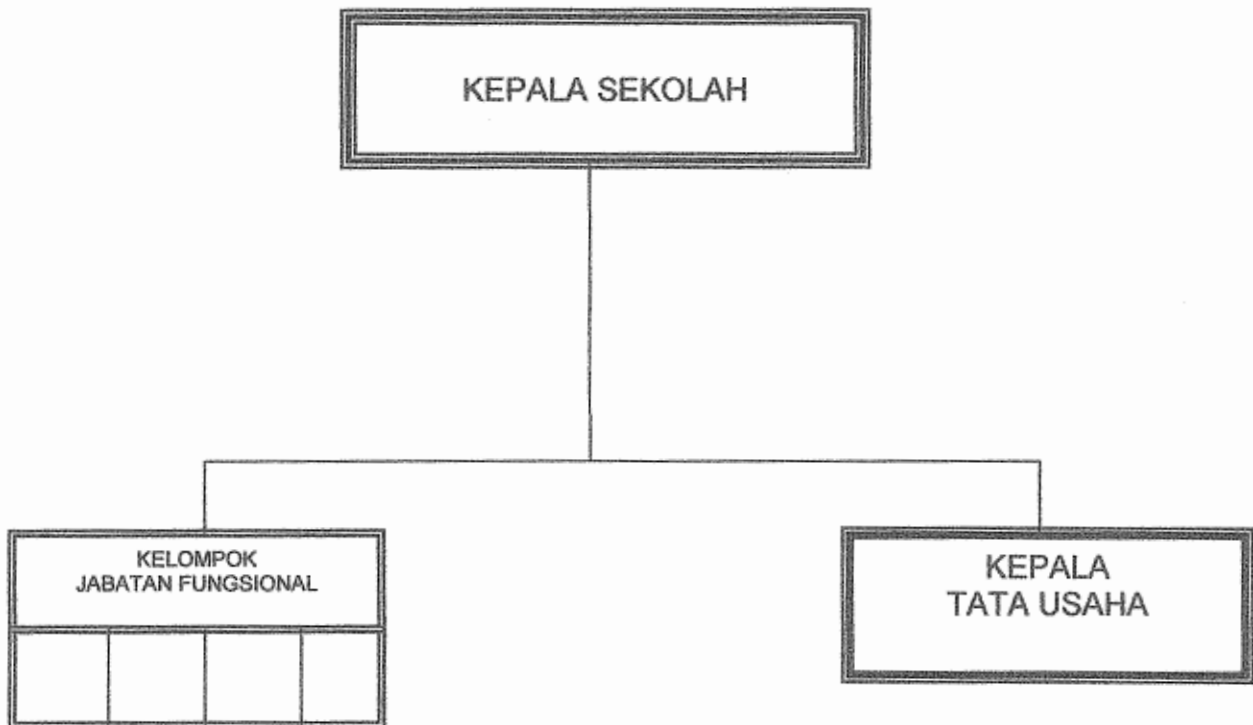 KEPALA SEKOLAH
KELOMPOK
JABATAN FUNGSIONAL
KEPALA
TATA USAHA